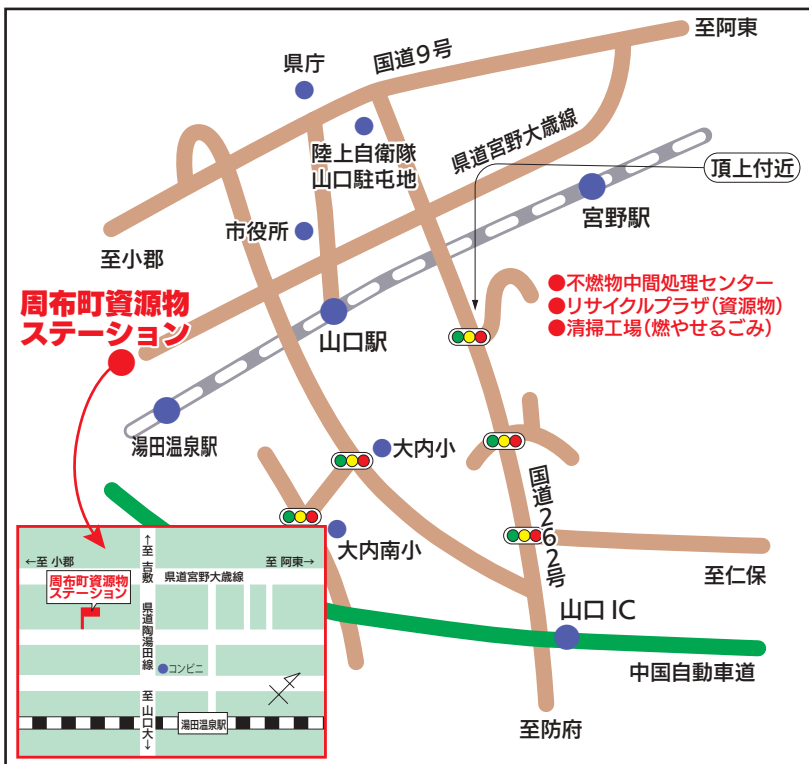 至阿東
国道9号
県庁
県道宮野大歳線
陸上自衛隊
山口駐屯地
頂上付近
宮野駅
市役所
至小郡
●不燃物中間処理センター
●リサイクルプラザ(資源物)
●清掃工場(燃やせるごみ)
周布町資源物
ステーション
山口駅
湯田温泉駅
大内小
国道262号
大内南小
至仁保
山口 IC
中国自動車道
至防府
←至 小郡
←至 吉敷
至 阿東→
県道宮野大歳線
周布町資源物
ステーション
県道陶湯田線
コンビニ
至 山口大→
湯田温泉駅